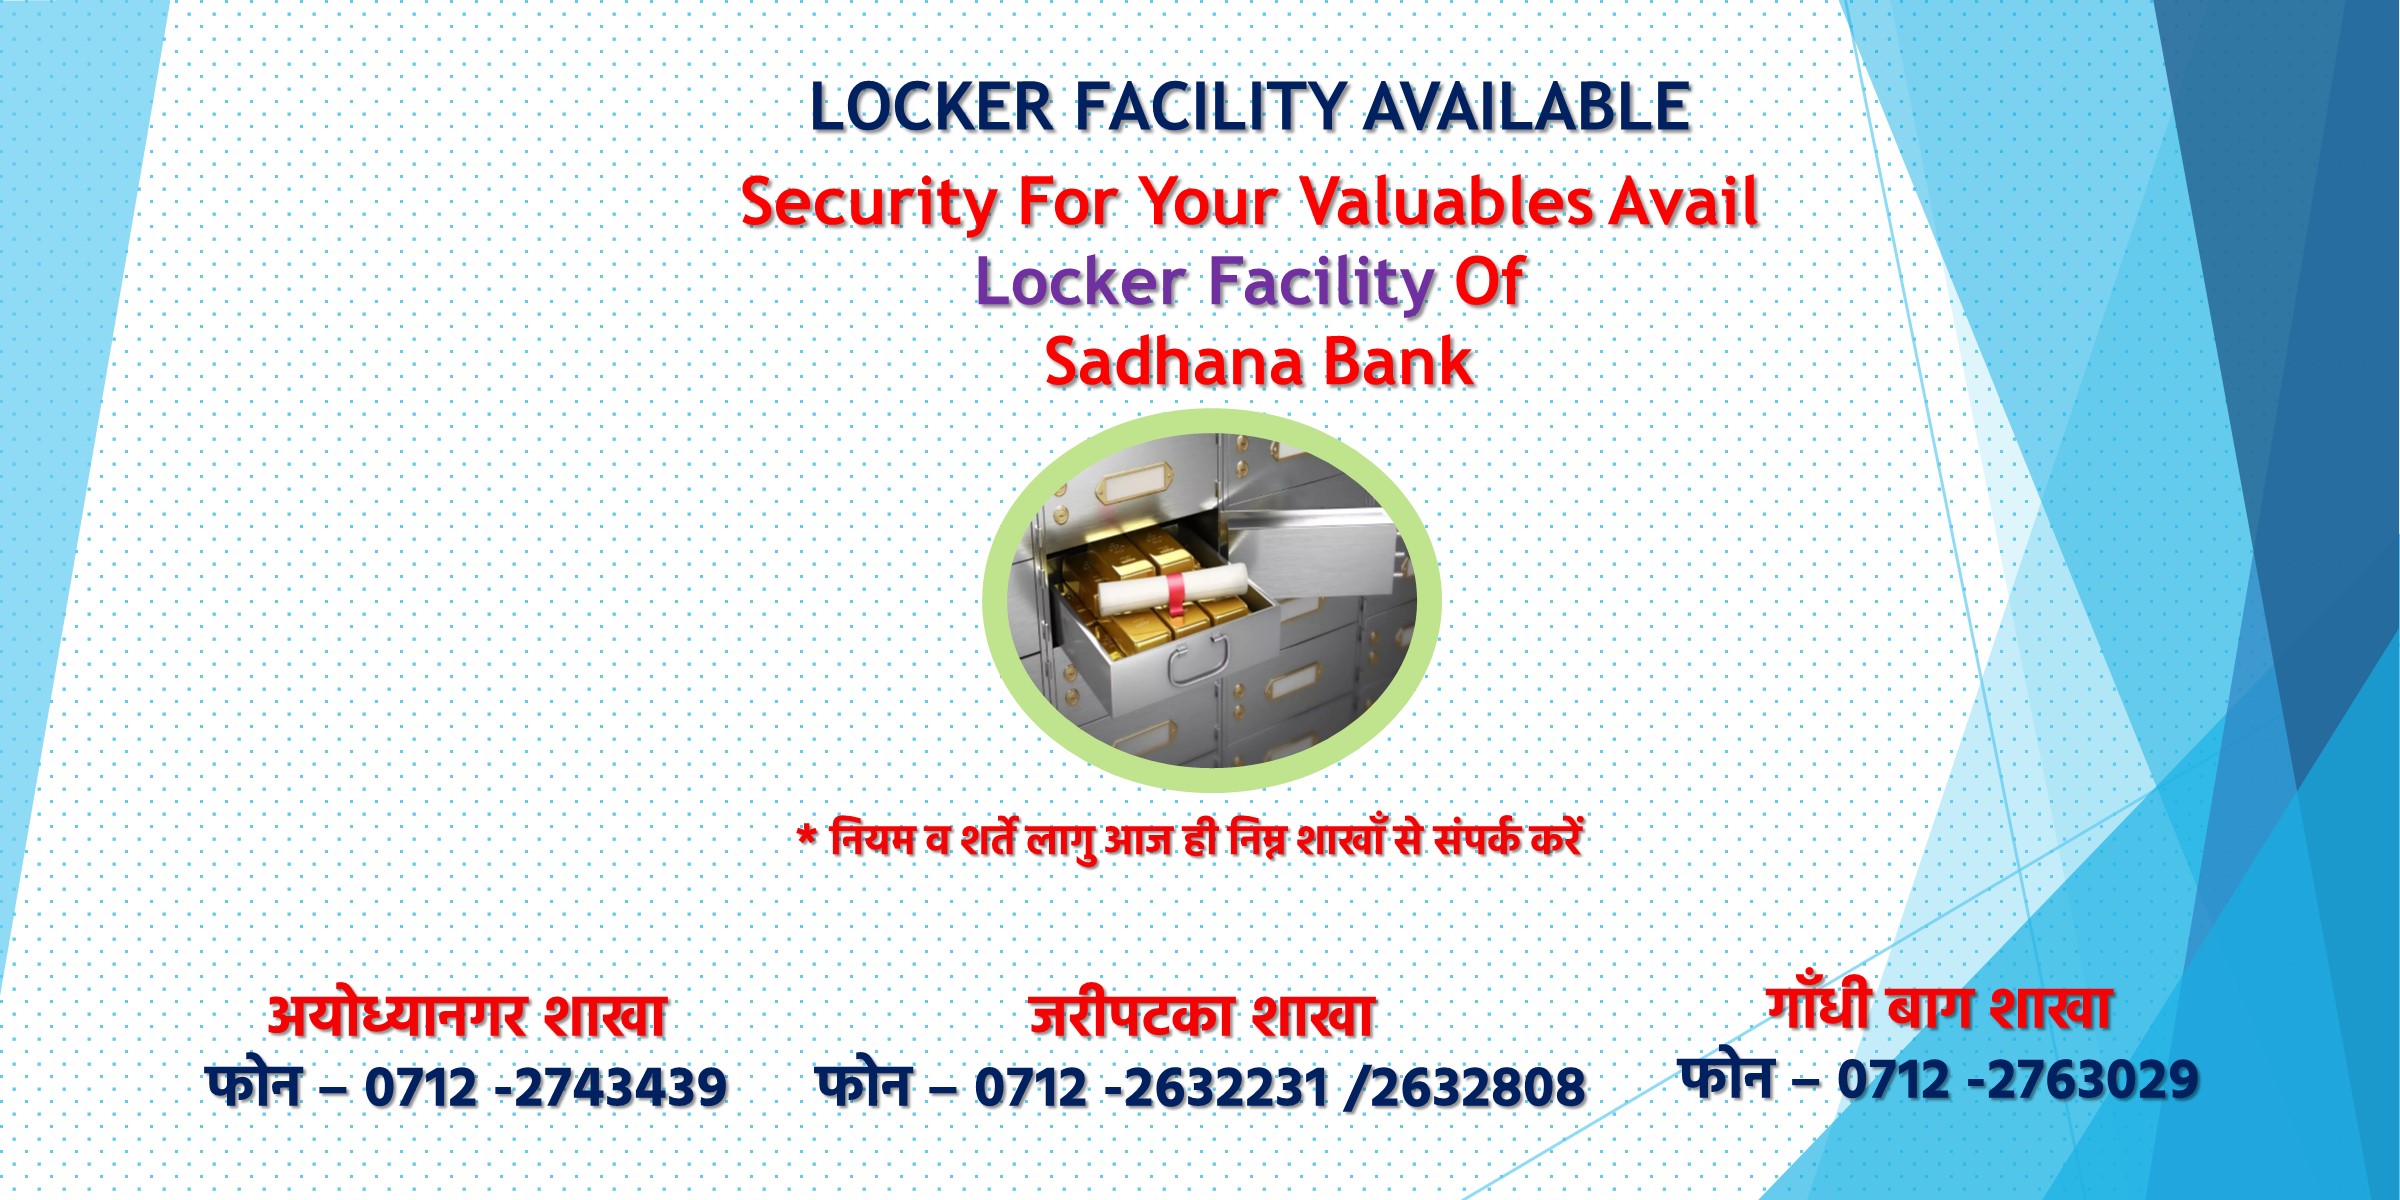 LOCKER FACILITY AVAILABLE
Security For Your Valuables Avail
Locker Facility Of
Sadhana Bank
* नियम व शर्ते लागु आज ही निम्न शाखाँ से संपर्क करें
अयोध्यानगर शाखा
फोन – 0712 -2743439
जरीपटका शाखा
फोन – 0712 -2632231 /2632808
गाँधी बाग शाखा
फोन – 0712 -2763029